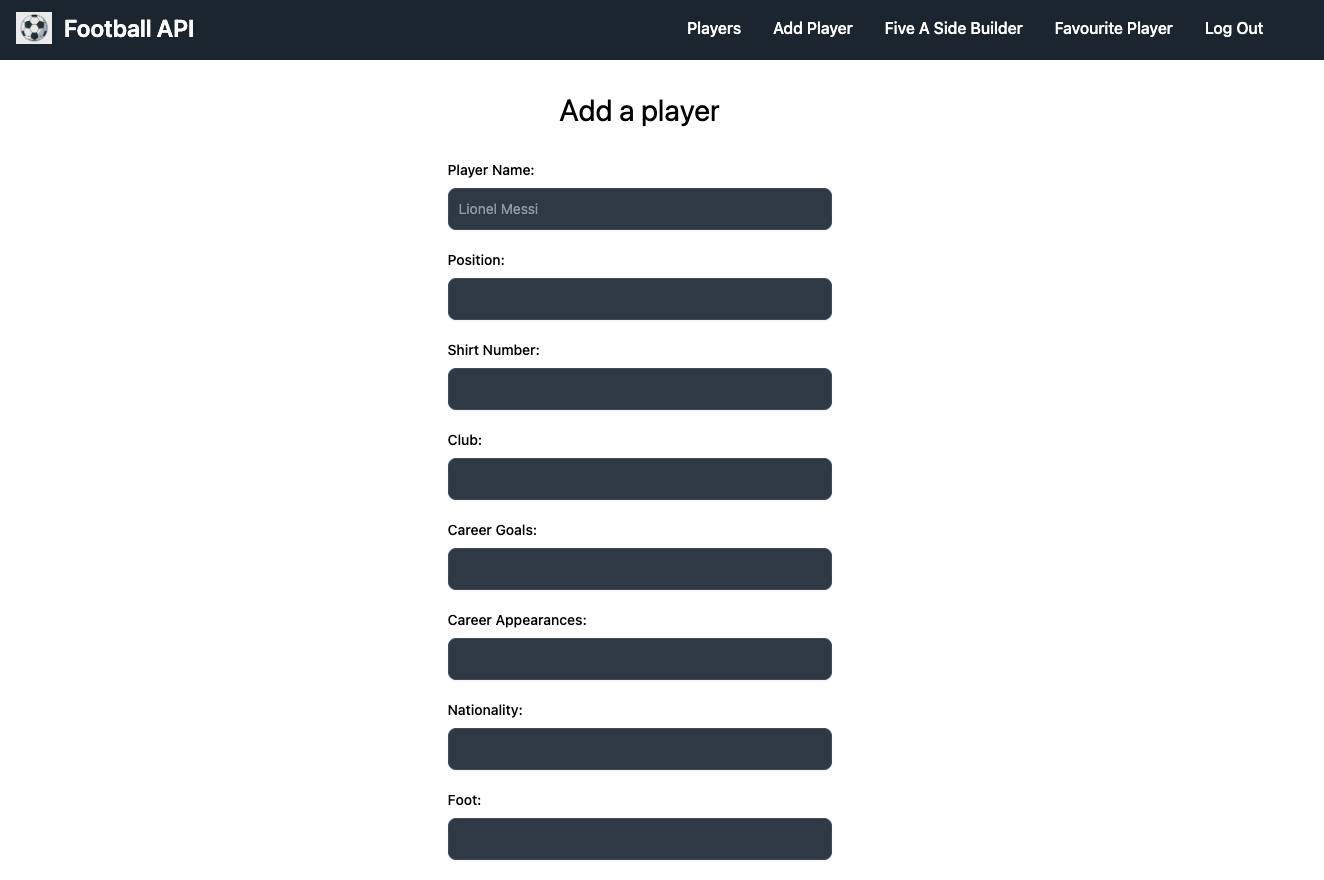 Football API
Players Add Player Five A Side Builder Favourite Player Log Out
Add a player
Player Name:
Lionel Messi
Position:
Shirt Number:
Club:
Career Goals:
Career Appearances:
Nationality:
Foot: